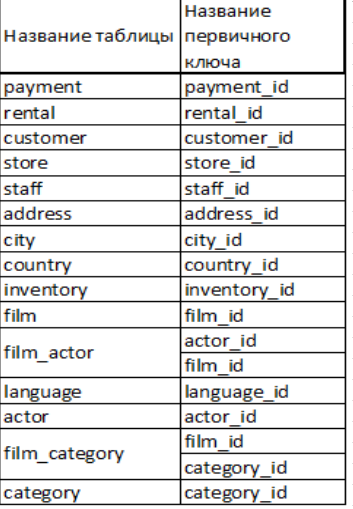 Название таблицы Название первичного ключа
payment payment_id
rental rental_id
customer customer_id
store store_id
staff staff_id
address address_id
city city_id
country country_id
inventory inventory_id
film film_id
film_actor actor_id
film_id
language language_id
actor actor_id
film_category film_id
category_id
category category_id